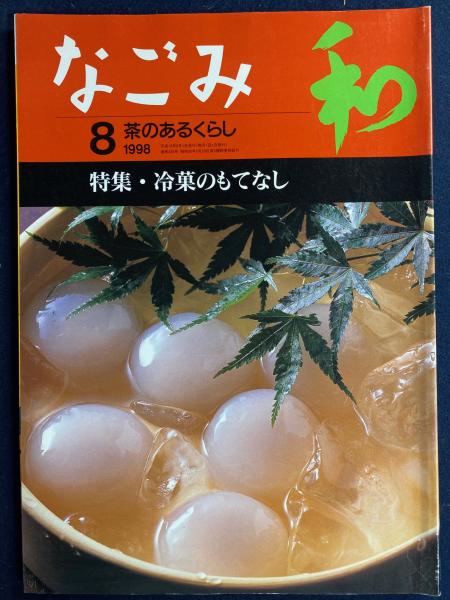 なごみ
和
8
1998
茶のあるくらし
特集・冷菓のもてなし